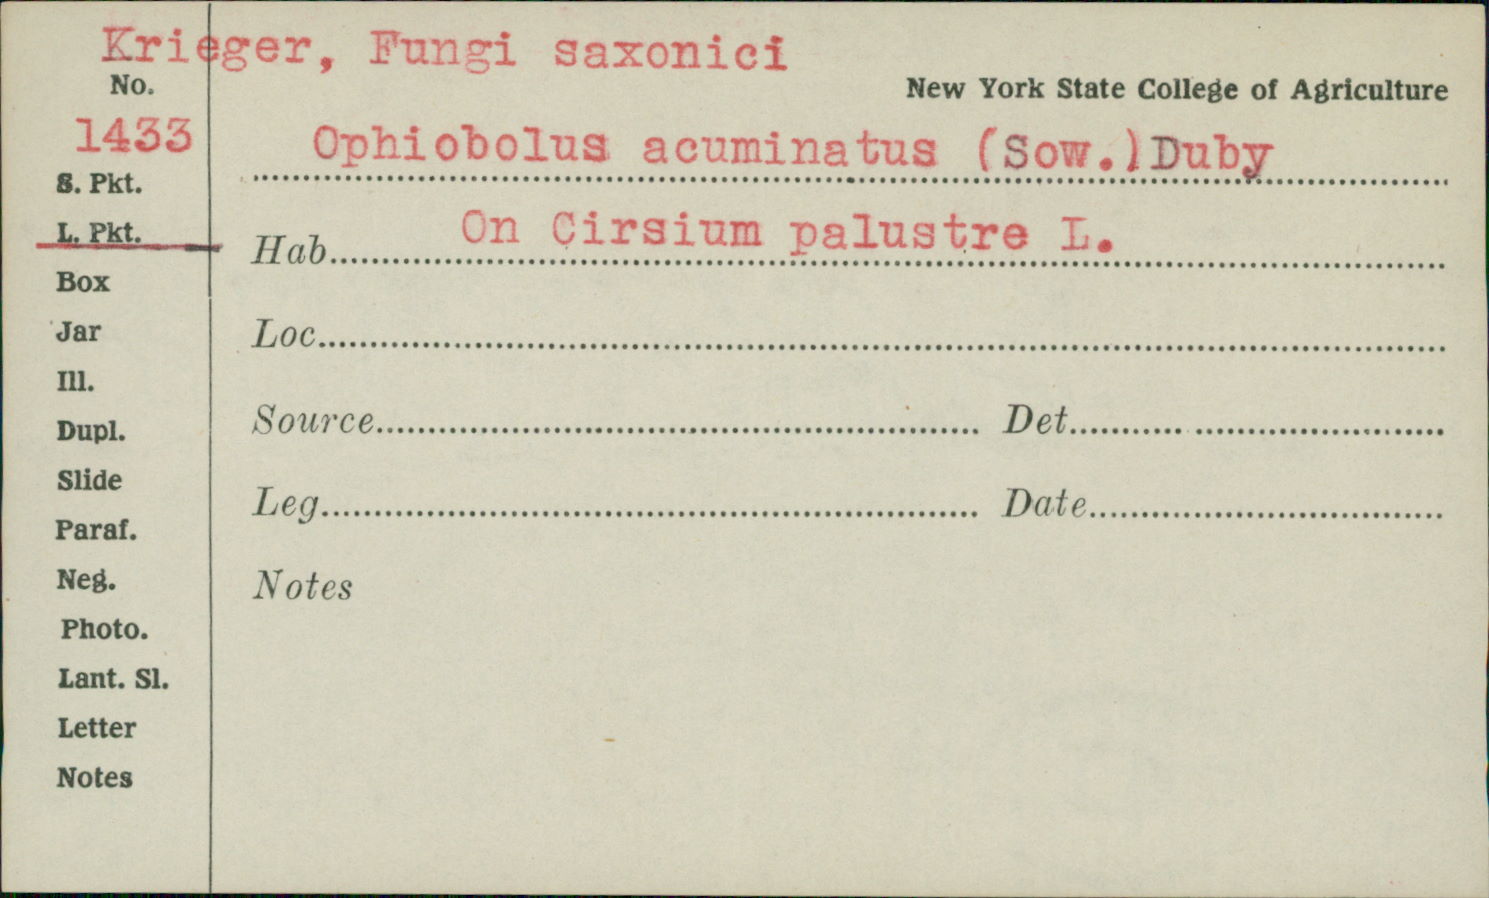 Krieger, Fungi saxonici
No.
New York State College of Agriculture
1433
Ophiobolus acuminatus (Sow.)Duby
S. Pkt.
L. Pkt.
Hab. On Cirsium palustre L.
Box
Jar
Loc.
Ill.
Dupl.
Source Det.
Slide
Leg. Date
Paraf.
Neg.
Notes
Photo.
Lant. Sl.
Letter
Notes